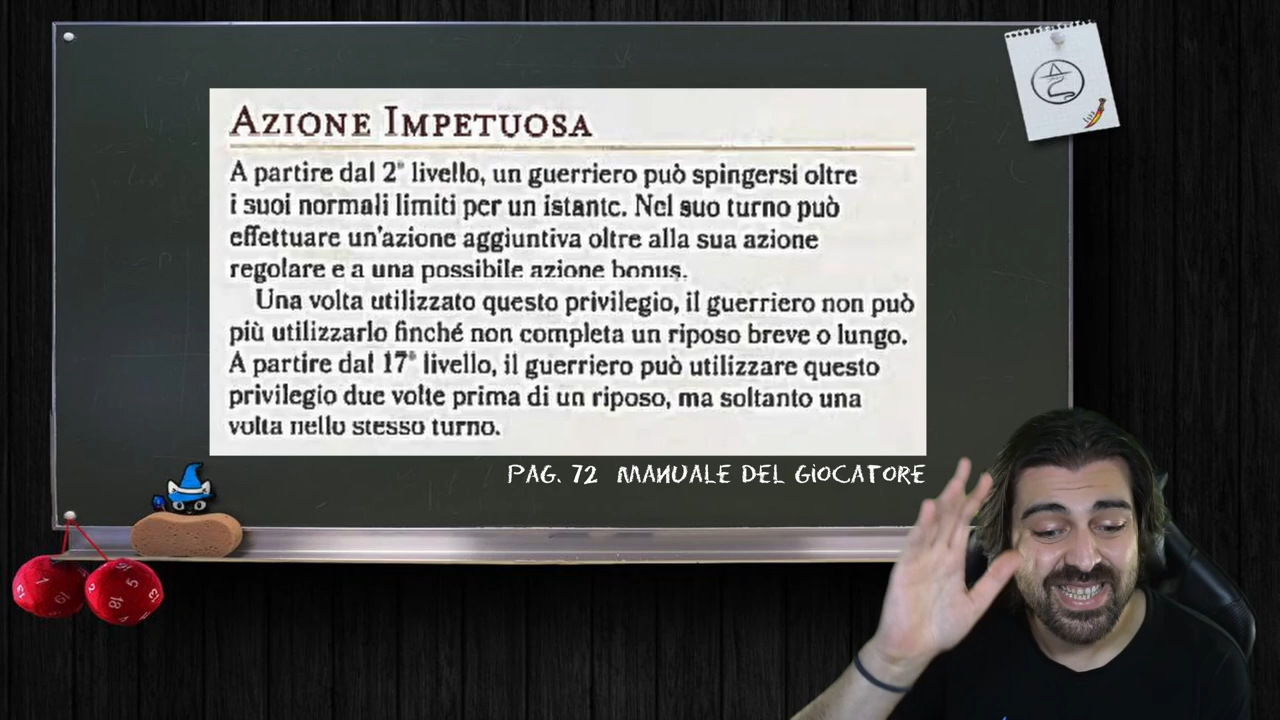 AZIONE IMPETUOSA
A partire dal 2° livello, un guerriero può spingersi oltre
i suoi normali limiti per un istante. Nel suo turno può
effettuare un'azione aggiuntiva oltre alla sua azione
regolare e a una possibile azione bonus.
Una volta utilizzato questo privilegio, il guerriero non può
più utilizzarlo finché non completa un riposo breve o lungo.
A partire dal 17° livello, il guerriero può utilizzare questo
privilegio due volte prima di un riposo, ma soltanto una
volta nello stesso turno.
PAG. 72 MANUALE DEL GIOCATORE